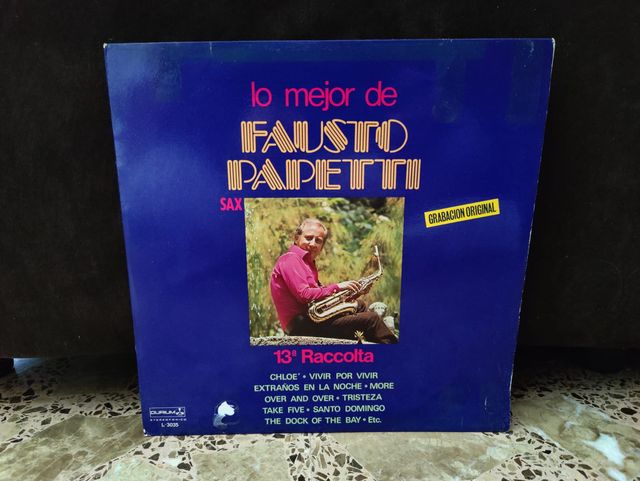 lo mejor de
FAUSTO
PAPETTI
SAX
GRABACION ORIGINAL
13ª Raccolta
CHLOE' • VIVIR POR VIVIR
EXTRAÑOS EN LA NOCHE • MORE
OVER AND OVER • TRISTEZA
TAKE FIVE • SANTO DOMINGO
THE DOCK OF THE BAY • Etc.
DURIUM
STEREOFONICO
L-3035